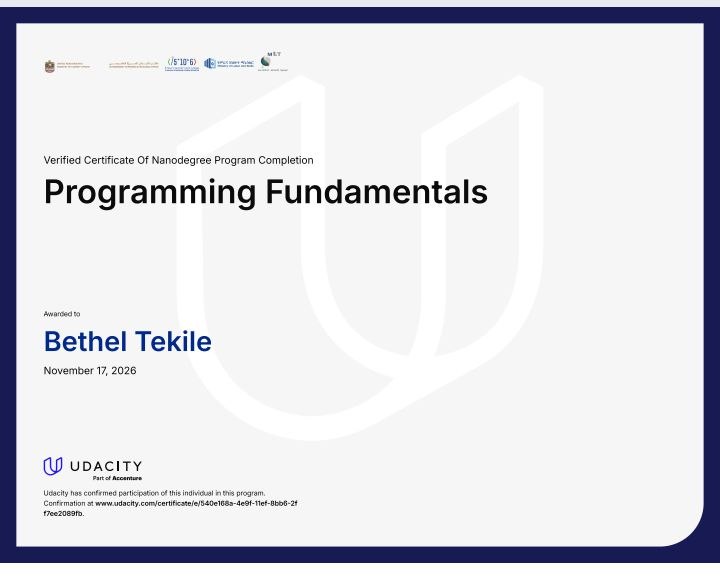 M፤T
Verified Certificate Of Nanodegree Program Completion
Programming Fundamentals
Awarded to
Bethel Tekile
November 17, 2026
UDACITY
Part of Accenture
Udacity has confirmed participation of this individual in this program.
Confirmation at www.udacity.com/certificate/e/540e168a-4e9f-11ef-8bb6-2f
f7ee2089fb.